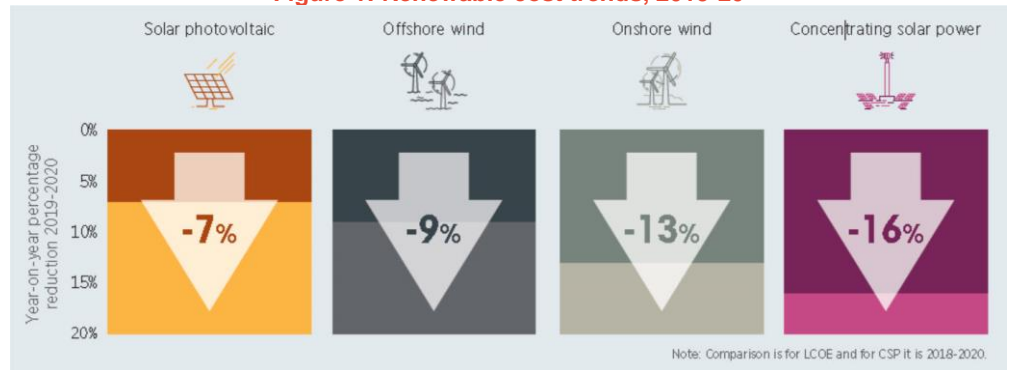 Solar photovoltaic
Offshore wind
Onshore wind
Concentrating solar power
Year-on-year percentage
reduction 2019-2020
0%
5%
10%
15%
20%
-7%
-9%
-13%
-16%
Note: Comparison is for LCOE and for CSP it is 2018-2020.